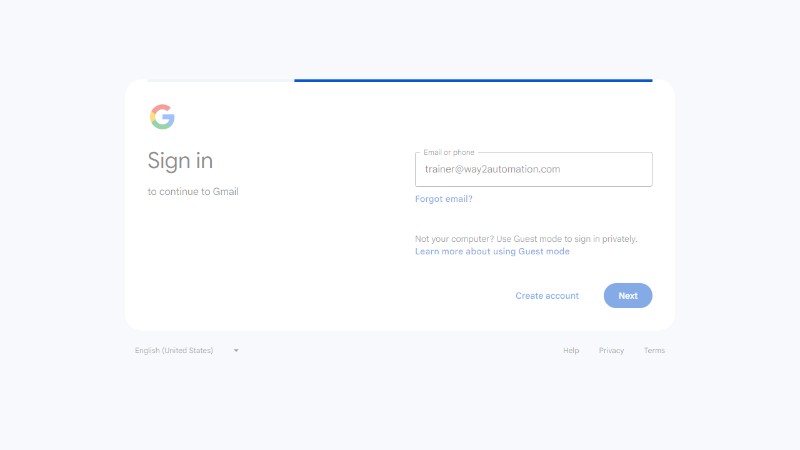 Sign in
to continue to Gmail
Email or phone
trainer@way2automation.com
Forgot email?
Not your computer? Use Guest mode to sign in privately.
Learn more about using Guest mode
Create account
Next
English (United States)
Help
Privacy
Terms